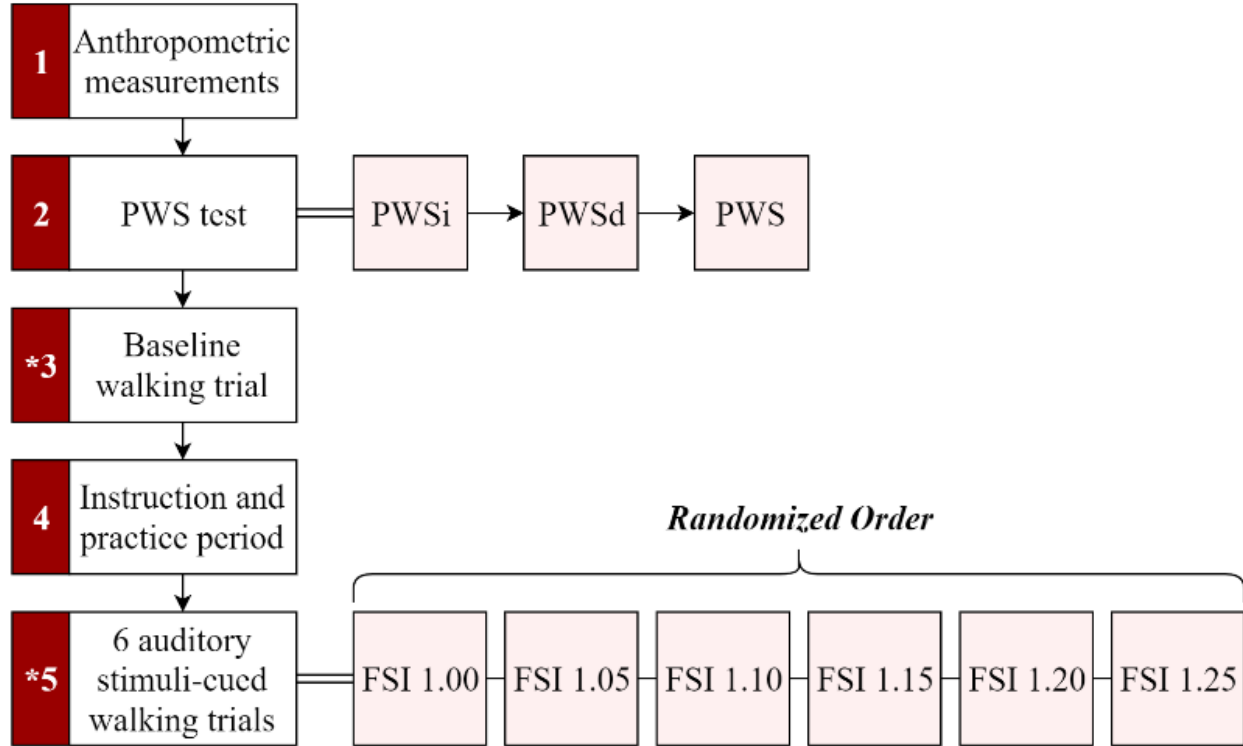 1
Anthropometric
measurements
2
PWS test
PWSi
PWSd
PWS
*3
Baseline
walking trial
4
Instruction and
practice period
Randomized Order
*5
6 auditory
stimuli-cued
walking trials
FSI 1.00
FSI 1.05
FSI 1.10
FSI 1.15
FSI 1.20
FSI 1.25